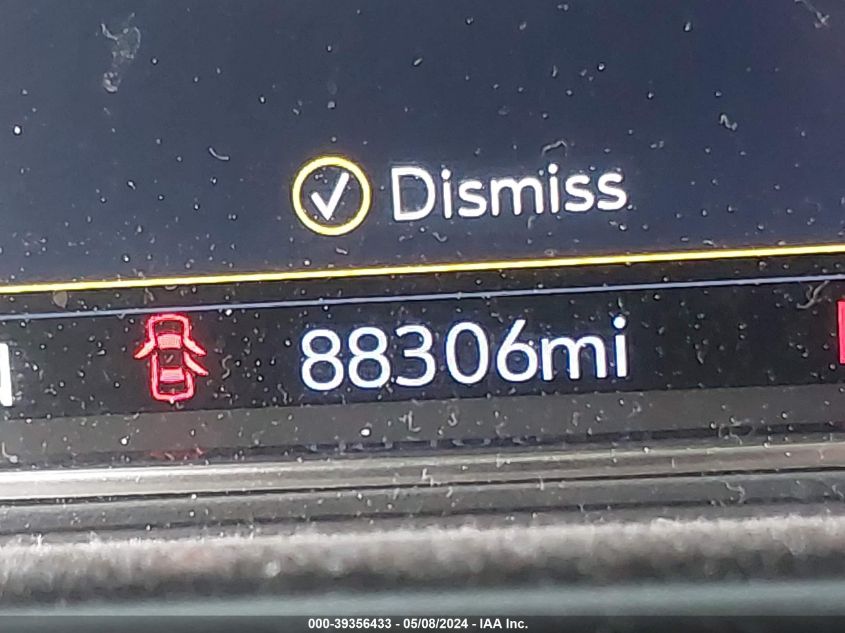 Dismiss
88306mi
000-39356433 - 05/08/2024 - IAA Inc.